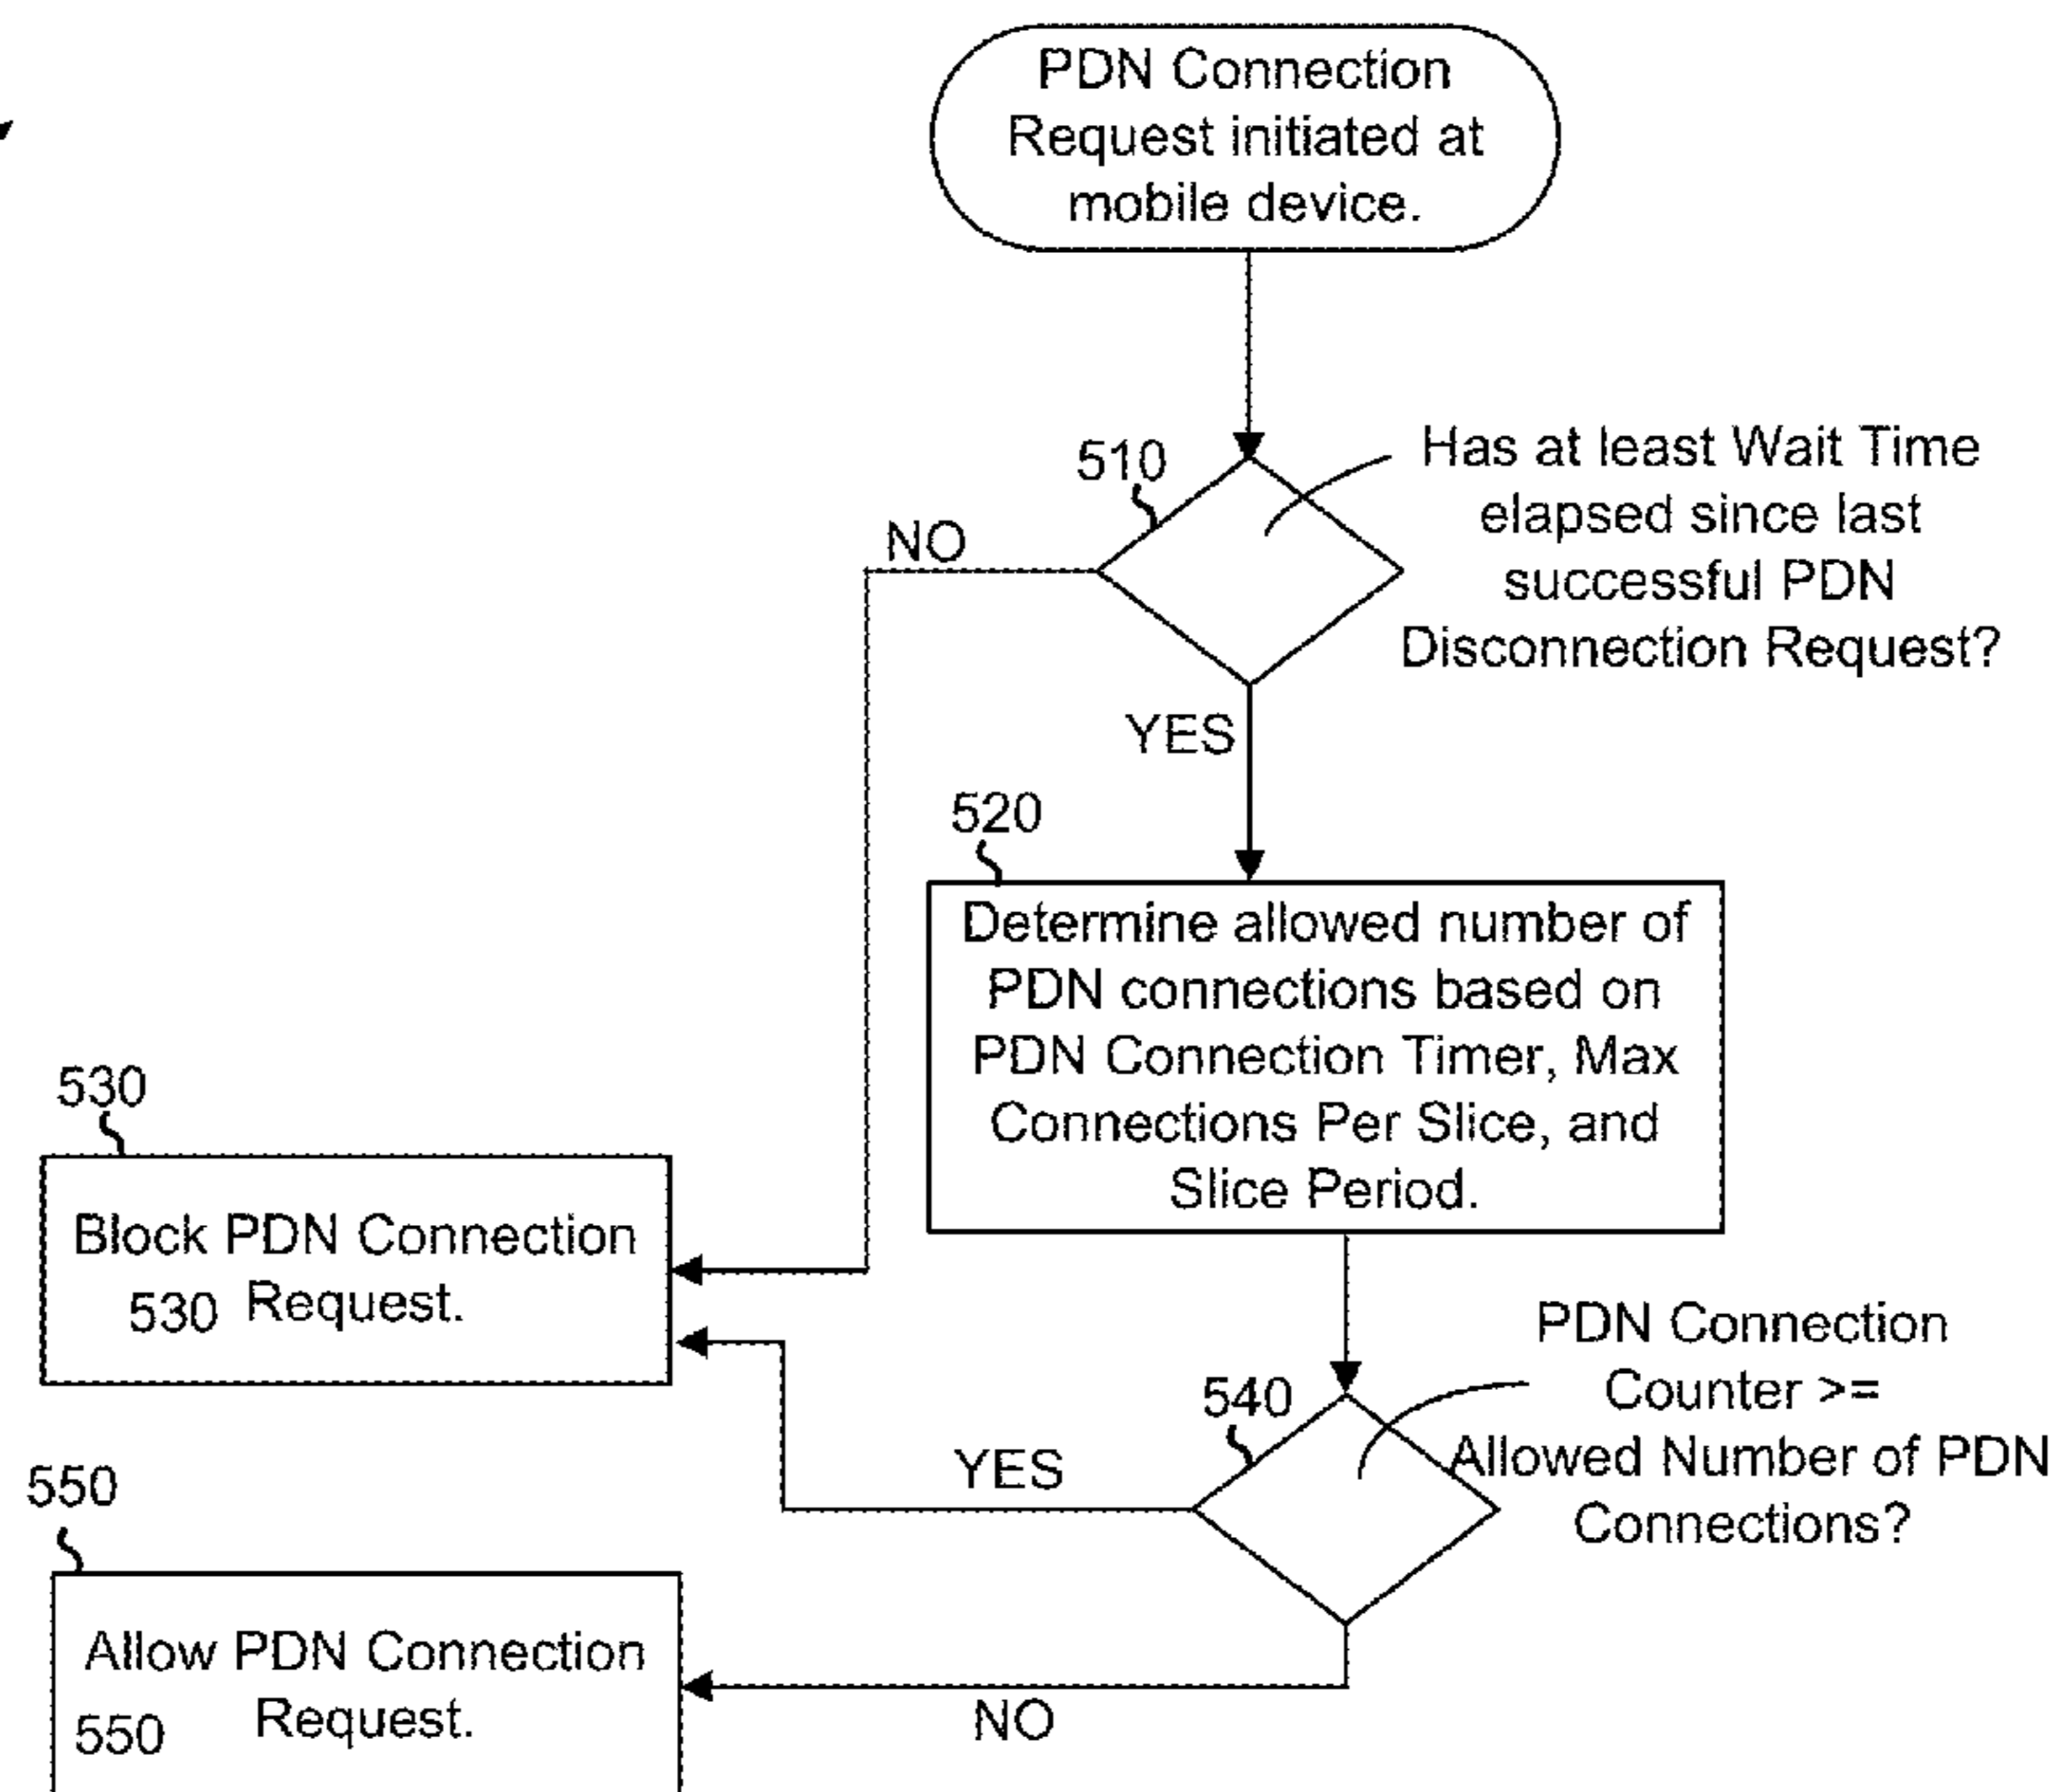 PDN Connection
Request initiated at
mobile device.
510
Has at least Wait Time
elapsed since last
successful PDN
Disconnection Request?
NO
YES
520
Determine allowed number of
PDN connections based on
PDN Connection Timer, Max
Connections Per Slice, and
Slice Period.
530
Block PDN Connection
530 Request.
540
PDN Connection
Counter >=
Allowed Number of PDN
Connections?
YES
550
Allow PDN Connection
550 Request.
NO